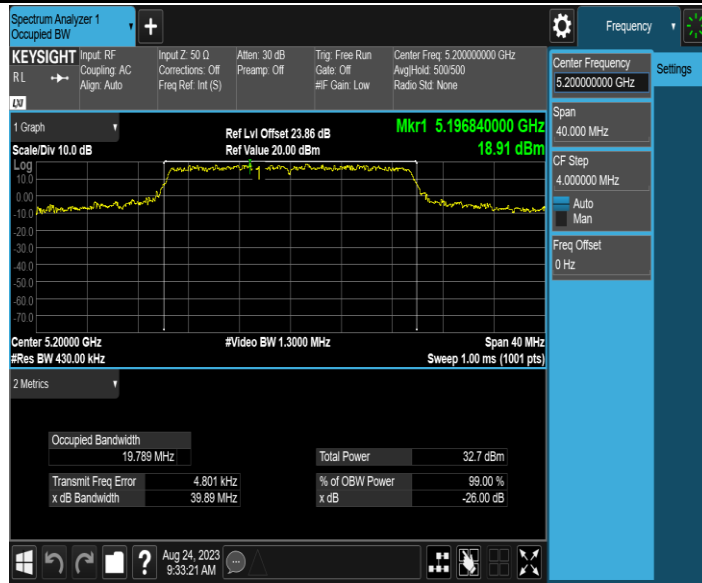 Spectrum Analyzer 1
Occupied BW
+
Frequency
KEYSIGHT
RL
LXI
Input: RF
Coupling: AC
Align: Auto
Input Z: 50 Ω
Corrections: Off
Freq Ref: Int (S)
Atten: 30 dB
Preamp: Off
Trig: Free Run
Gate: Off
#IF Gain: Low
Center Freq: 5.200000000 GHz
Avg|Hold: 500/500
Radio Std: None
Center Frequency
5.200000000 GHz
Settings
Span
40.000 MHz
CF Step
4.000000 MHz
Auto
Man
Freq Offset
0 Hz
1 Graph
Scale/Div 10.0 dB
Ref Lvl Offset 23.86 dB
Ref Value 20.00 dBm
Mkr1 5.196840000 GHz
18.91 dBm
Log
10.0
0.00
-10.0
-20.0
-30.0
-40.0
-50.0
-60.0
-70.0
1
Center 5.20000 GHz
#Res BW 430.00 kHz
#Video BW 1.3000 MHz
Span 40 MHz
Sweep 1.00 ms (1001 pts)
2 Metrics
Occupied Bandwidth
19.789 MHz
Total Power 32.7 dBm
Transmit Freq Error 4.801 kHz
% of OBW Power 99.00 %
x dB Bandwidth 39.89 MHz
x dB -26.00 dB
?
Aug 24, 2023
9:33:21 AM